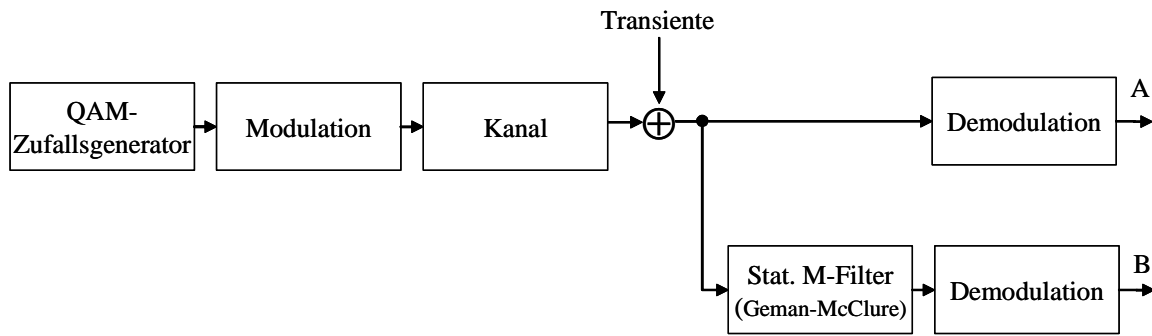 Transiente
QAM-
Zufallsgenerator
Modulation
Kanal
Demodulation
A
Stat. M-Filter
(Geman-McClure)
Demodulation
B